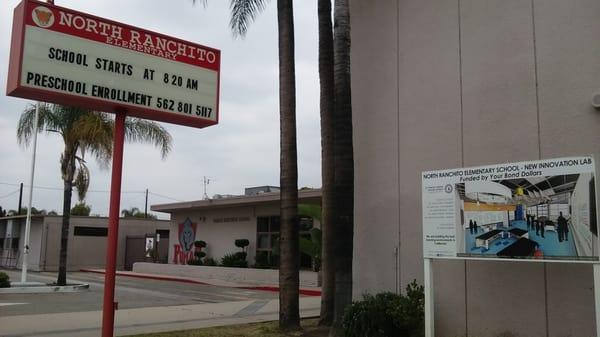 NORTH RANCHITO
ELEMENTARY
SCHOOL STARTS AT 8 20 AM
PRESCHOOL ENROLLMENT 562 801 5117
NORTH RANCHITO ELEMENTARY SCHOOL - NEW INNOVATION LAB
Funded by Your Bond Dollars